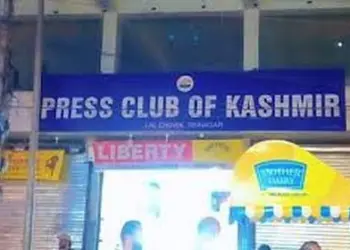 PRESS CLUB OF KASHMIR
LAL CHOWK, SRINAGAR
LIBERTY
MOTHER
DAIRY